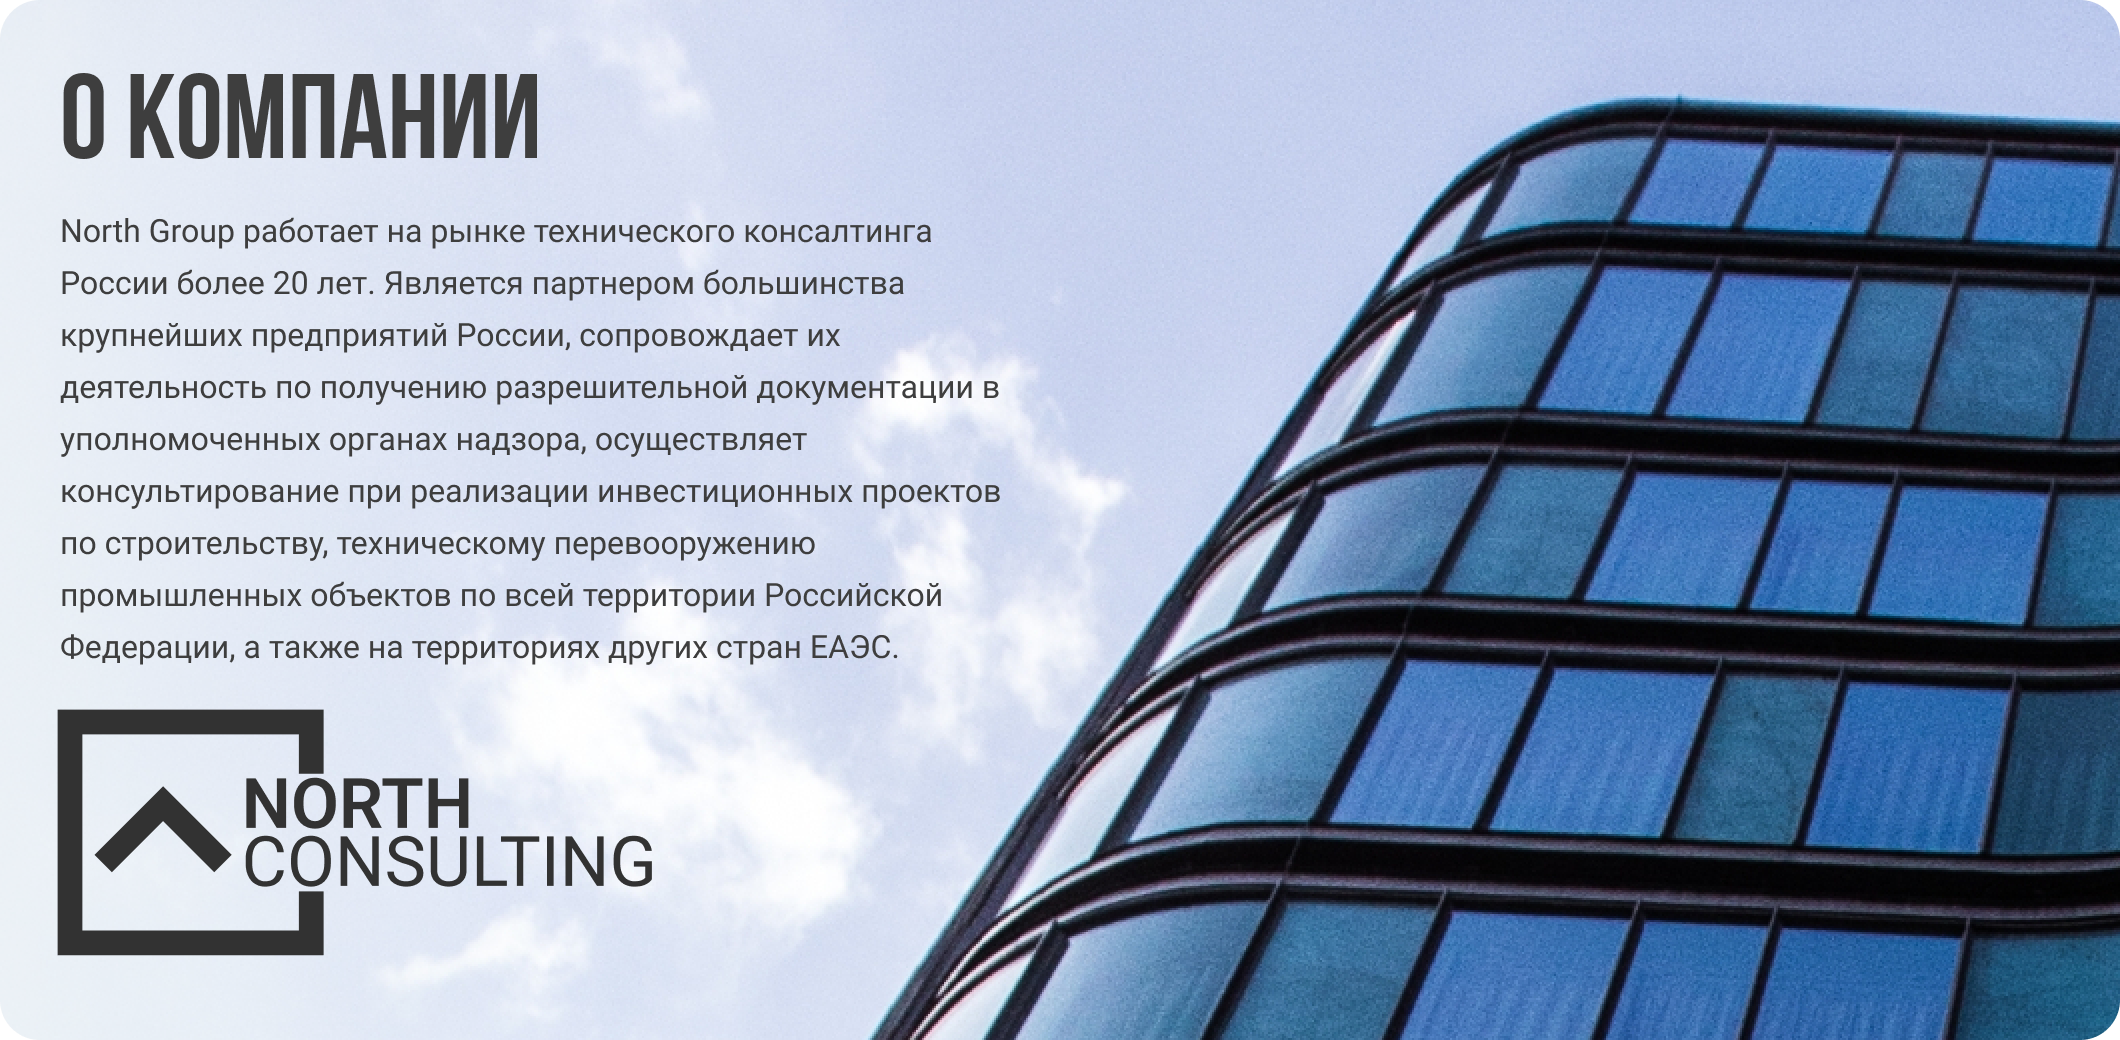 О КОМПАНИИ
North Group работает на рынке технического консалтинга
России более 20 лет. Является партнером большинства
крупнейших предприятий России, сопровождает их
деятельность по получению разрешительной документации в
уполномоченных органах надзора, осуществляет
консультирование при реализации инвестиционных проектов
по строительству, техническому перевооружению
промышленных объектов по всей территории Российской
Федерации, а также на территориях других стран ЕАЭС.
NORTH
CONSULTING